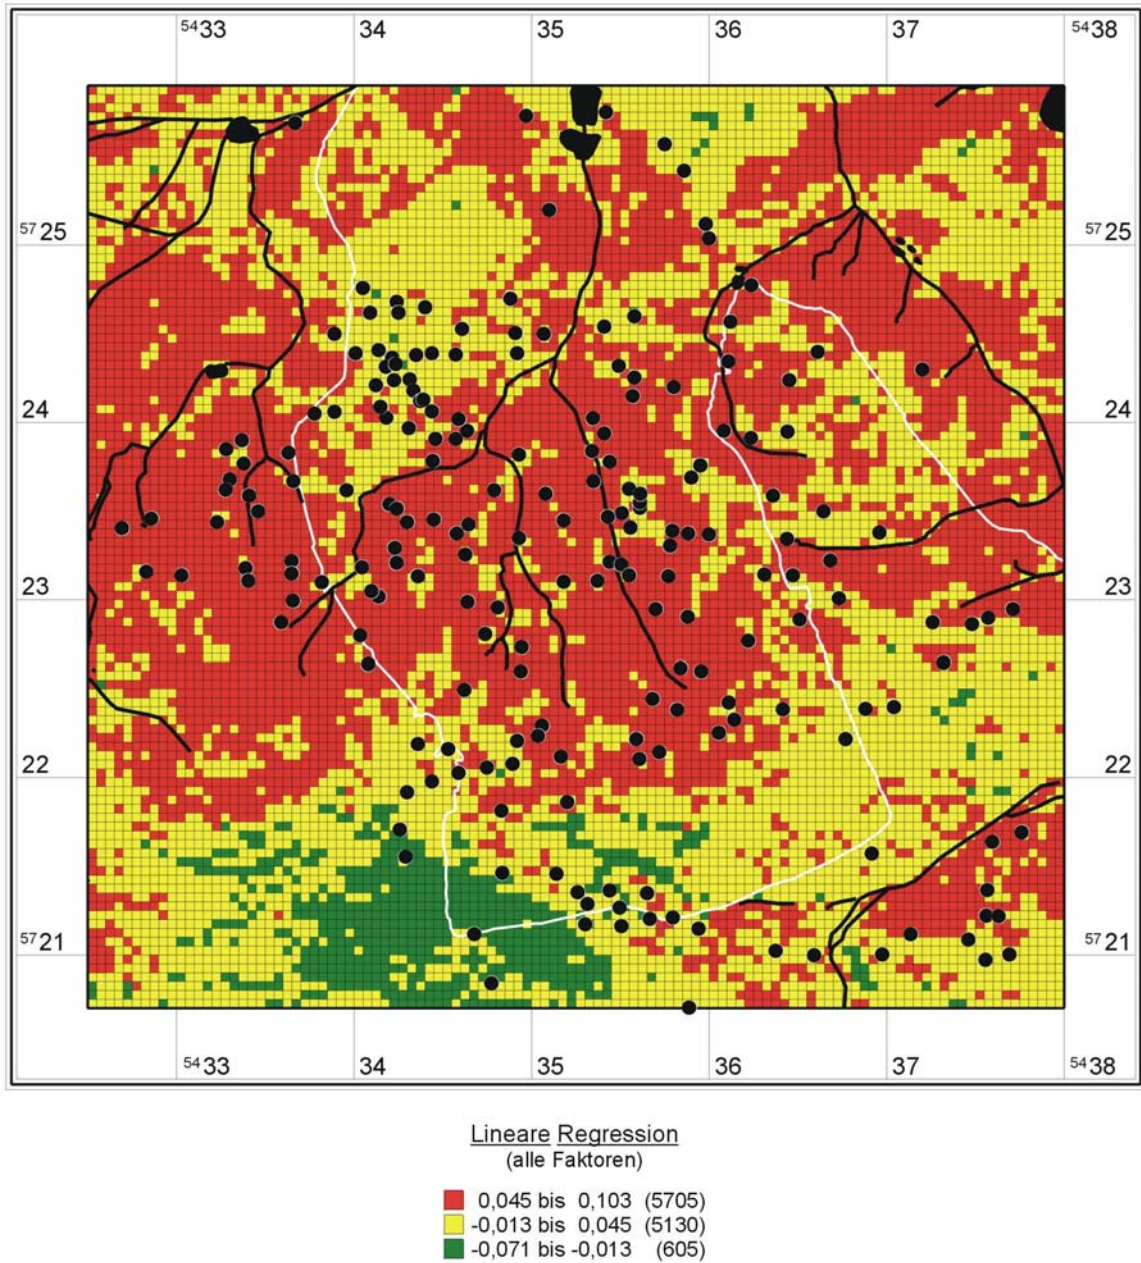 5433 34 35 36 37 5438
5725 5725
24 24
23 23
22 22
5721 5721
5433 34 35 36 37 5438
Lineare Regression
(alle Faktoren)
0,045 bis 0,103 (5705)
-0,013 bis 0,045 (5130)
-0,071 bis -0,013 (605)